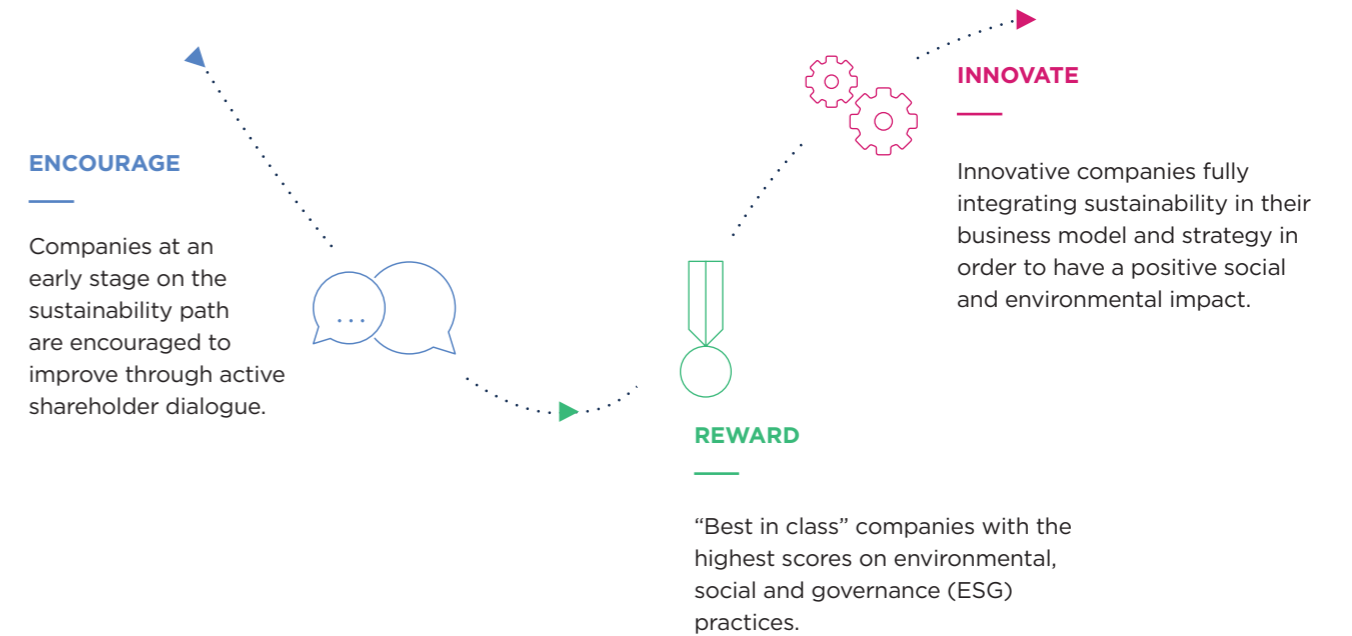 ENCOURAGE
Companies at an
early stage on the
sustainability path
are encouraged to
improve through active
shareholder dialogue.
REWARD
“Best in class” companies with the
highest scores on environmental,
social and governance (ESG)
practices.
INNOVATE
Innovative companies fully
integrating sustainability in their
business model and strategy in
order to have a positive social
and environmental impact.